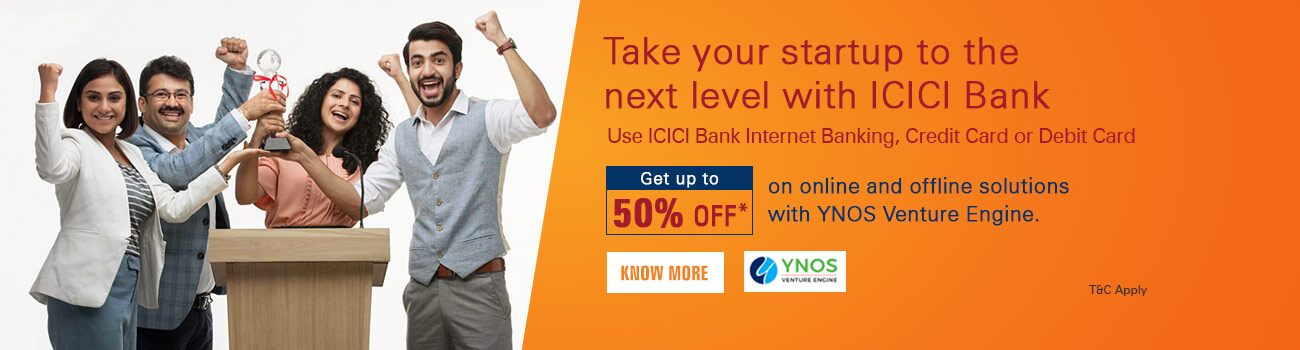 Take your startup to the
next level with ICICI Bank
Use ICICI Bank Internet Banking, Credit Card or Debit Card
Get up to
50% OFF*
on online and offline solutions
with YNOS Venture Engine.
KNOW MORE
YNOS
VENTURE ENGINE
T&C Apply